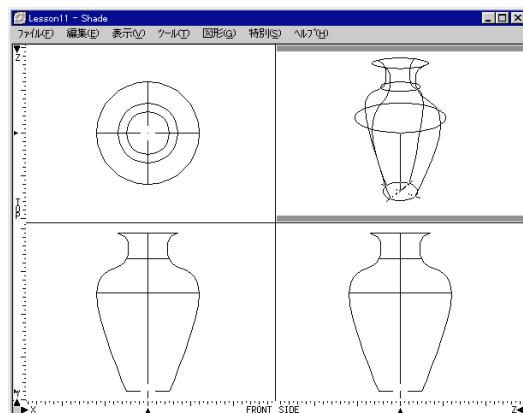 Lesson11 - Shade
ファイル(F) 編集(E) 表示(V) ツール(T) 図形(G) 特別(S) ヘルプ(H)
Z
TOP
Y
X FRONT SIDE Z